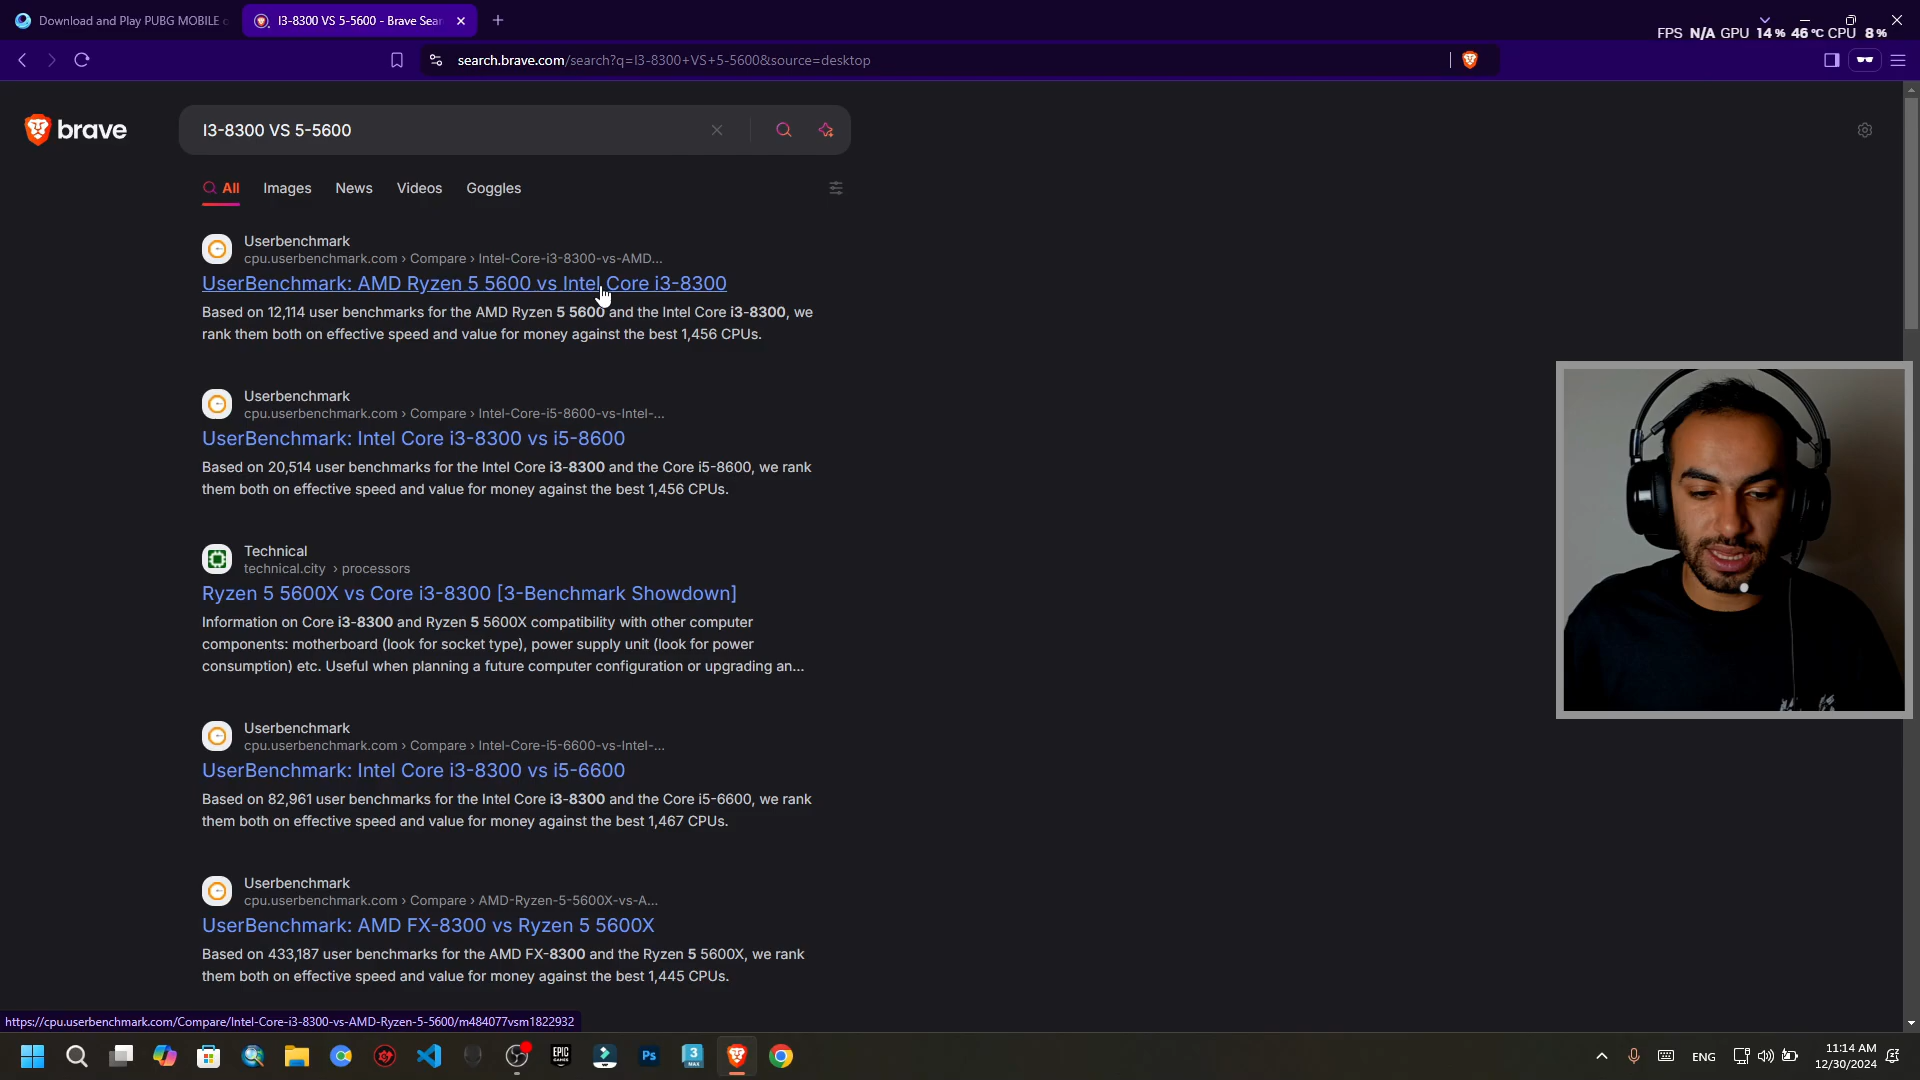 Download and Play PUBG MOBILE o
I3-8300 VS 5-5600 - Brave Sear
FPS N/A GPU 14 % 46 °C CPU 8 %
search.brave.com/search?q=I3-8300+VS+5-5600&source=desktop
brave
I3-8300 VS 5-5600
All Images News Videos Goggles
Userbenchmark
cpu.userbenchmark.com › Compare › Intel-Core-i3-8300-vs-AMD...
UserBenchmark: AMD Ryzen 5 5600 vs Intel Core i3-8300
Based on 12,114 user benchmarks for the AMD Ryzen 5 5600 and the Intel Core i3-8300, we
rank them both on effective speed and value for money against the best 1,456 CPUs.
Userbenchmark
cpu.userbenchmark.com › Compare › Intel-Core-i5-8600-vs-Intel-...
UserBenchmark: Intel Core i3-8300 vs i5-8600
Based on 20,514 user benchmarks for the Intel Core i3-8300 and the Core i5-8600, we rank
them both on effective speed and value for money against the best 1,456 CPUs.
Technical
technical.city › processors
Ryzen 5 5600X vs Core i3-8300 [3-Benchmark Showdown]
Information on Core i3-8300 and Ryzen 5 5600X compatibility with other computer
components: motherboard (look for socket type), power supply unit (look for power
consumption) etc. Useful when planning a future computer configuration or upgrading an...
Userbenchmark
cpu.userbenchmark.com › Compare › Intel-Core-i5-6600-vs-Intel-...
UserBenchmark: Intel Core i3-8300 vs i5-6600
Based on 82,961 user benchmarks for the Intel Core i3-8300 and the Core i5-6600, we rank
them both on effective speed and value for money against the best 1,467 CPUs.
Userbenchmark
cpu.userbenchmark.com › Compare › AMD-Ryzen-5-5600X-vs-A...
UserBenchmark: AMD FX-8300 vs Ryzen 5 5600X
Based on 433,187 user benchmarks for the AMD FX-8300 and the Ryzen 5 5600X, we rank
them both on effective speed and value for money against the best 1,445 CPUs.
https://cpu.userbenchmark.com/Compare/Intel-Core-i3-8300-vs-AMD-Ryzen-5-5600/m484077vsm1822932
EPIC
GAMES
Ps
3
MAX
ENG
11:14 AM
12/30/2024